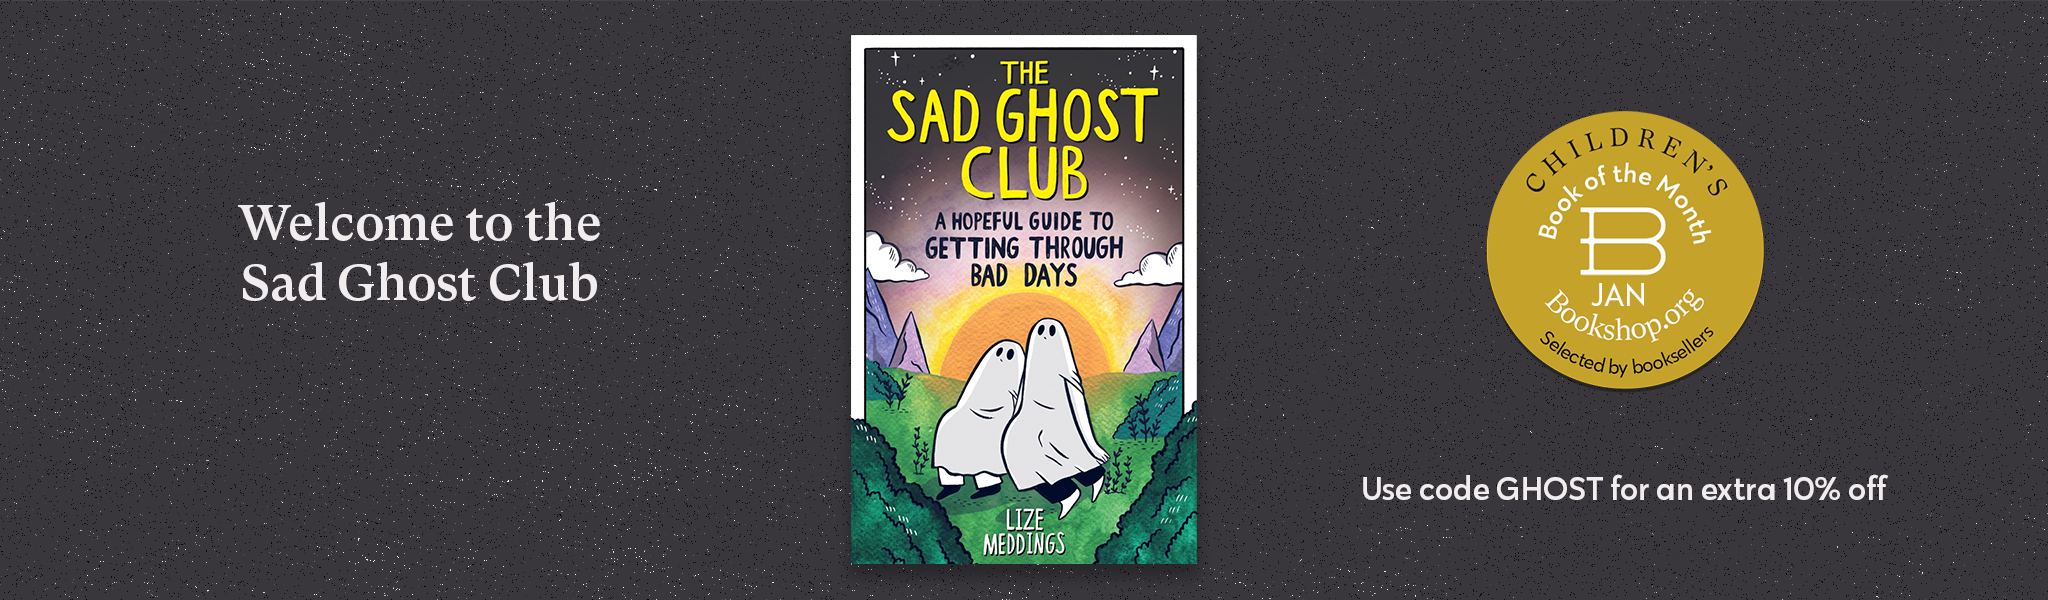 Welcome to the
Sad Ghost Club
THE
SAD GHOST
CLUB
A HOPEFUL GUIDE TO
GETTING THROUGH
BAD DAYS
LIZE
MEDDINGS
CHILDREN'S
Book of the Month
B
JAN
Bookshop.org
Selected by booksellers
Use code GHOST for an extra 10% off